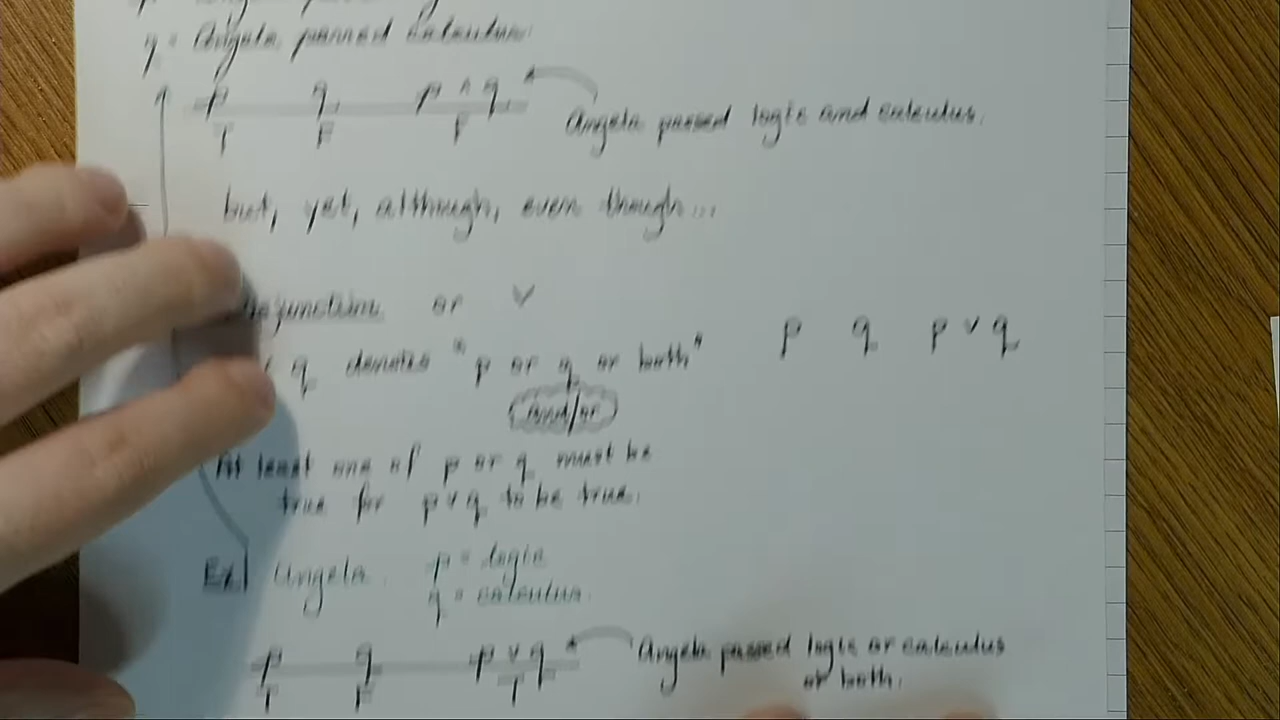 q = Angela passed calculus.
p q p ∧ q
T F F
Angela passed logic and calculus.
but, yet, although, even though...
or ∨
q denotes "p or q or both"
and/or
p q p ∨ q
At least one of p or q must be
true for p ∨ q to be true.
Ex) Angela p = logic
q = calculus
p q p ∨ q
T F T
Angela passed logic or calculus
or both.